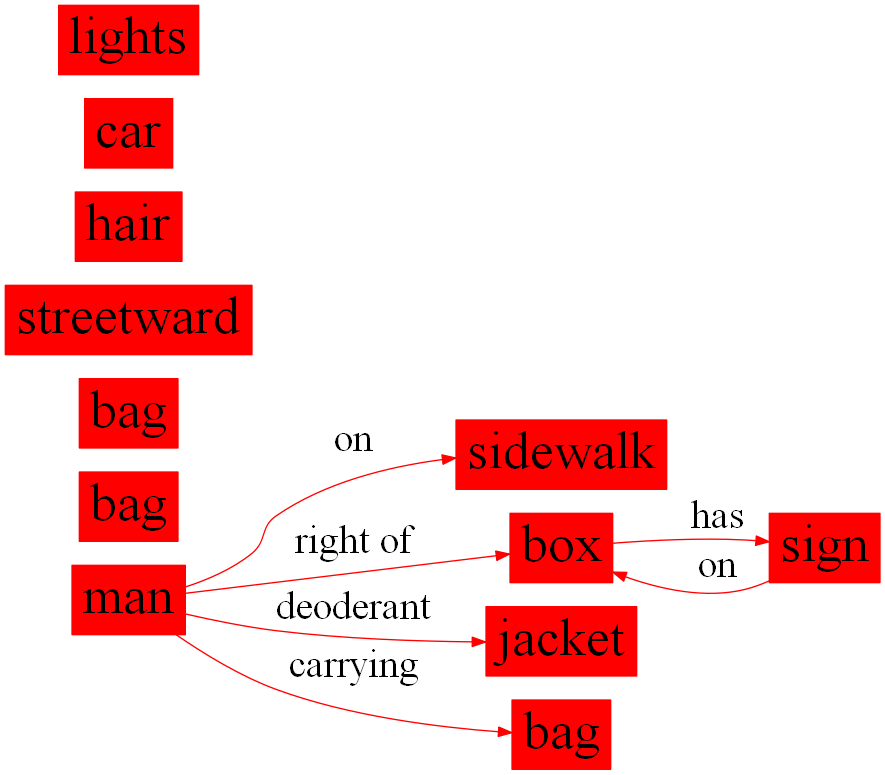 lights
car
hair
streetward
bag
bag
on
sidewalk
right of
box
has
sign
on
man
deoderant
jacket
carrying
bag